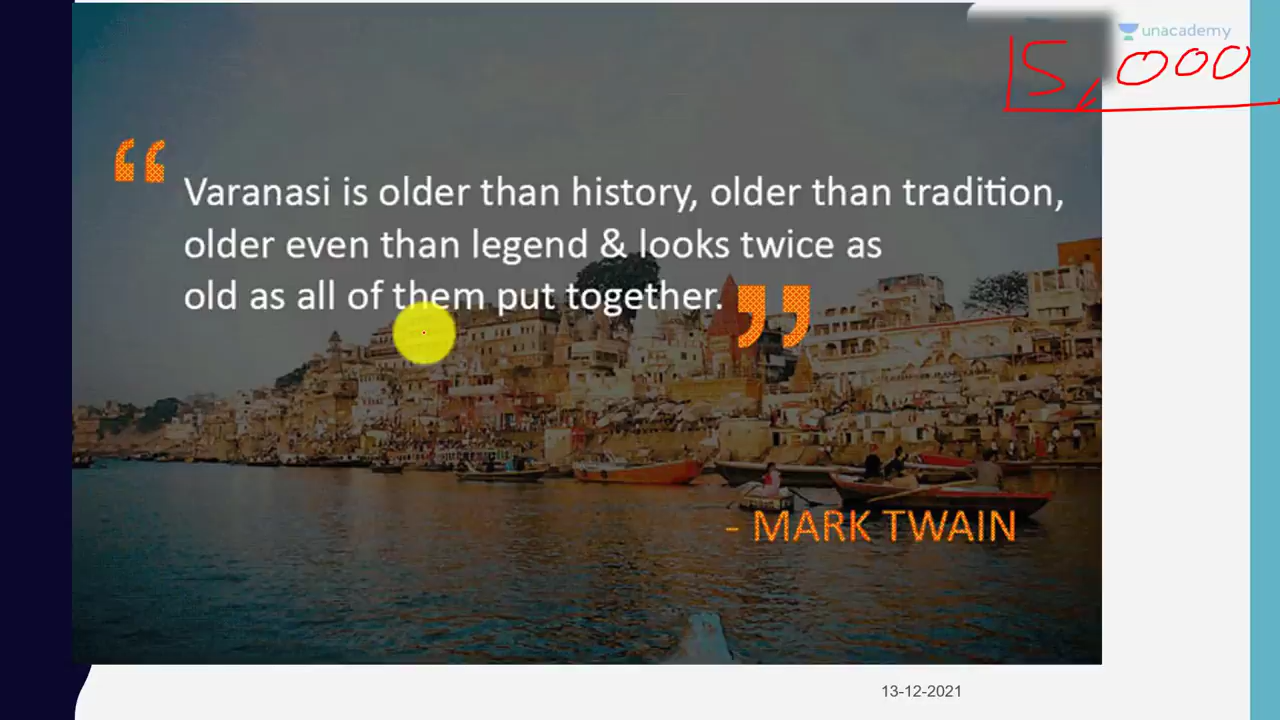 unacademy
15,000
“
Varanasi is older than history, older than tradition,
older even than legend & looks twice as
old as all of them put together. ”
- MARK TWAIN
13-12-2021